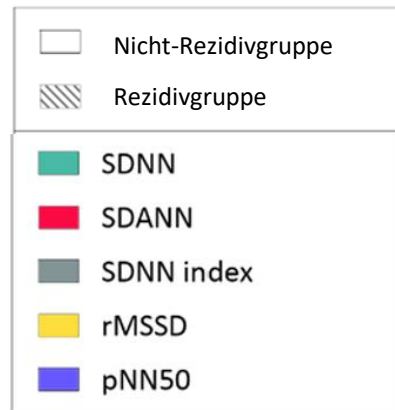 Nicht-Rezidivgruppe
Rezidivgruppe
SDNN
SDANN
SDNN index
rMSSD
pNN50